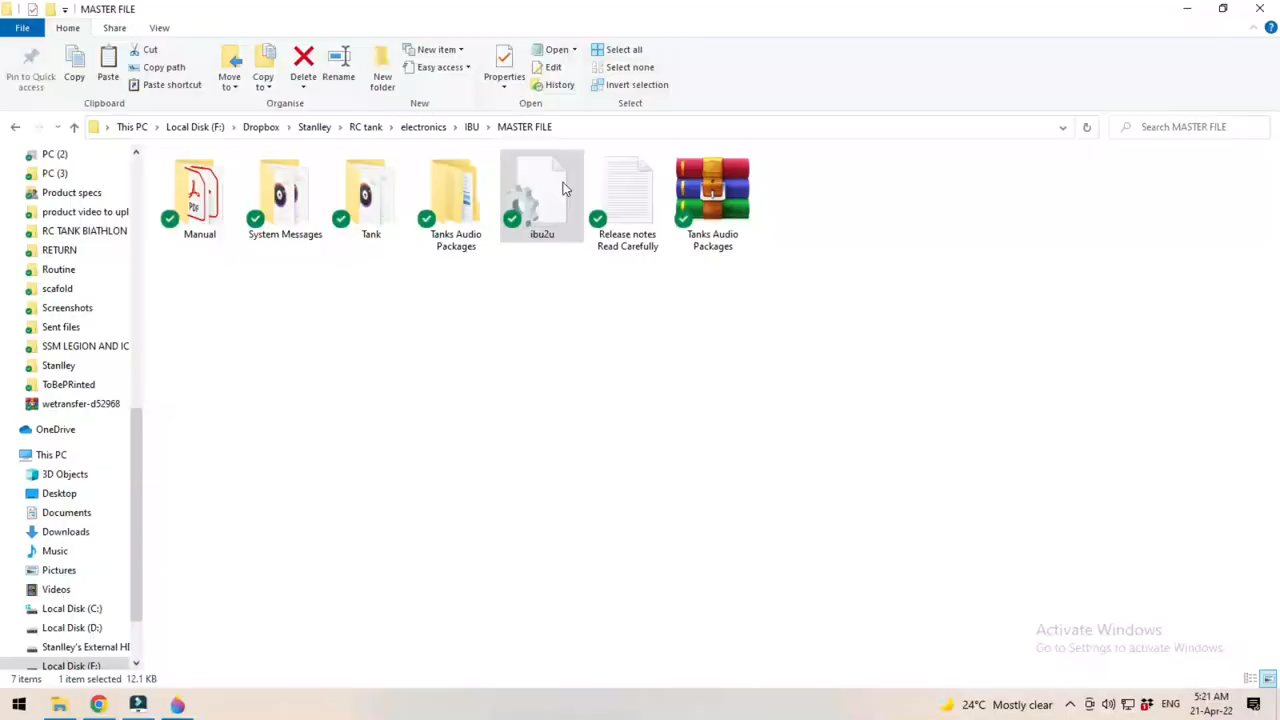 MASTER FILE
File
Home
Share
View
Pin to Quick
access
Copy
Paste
Cut
Copy path
Paste shortcut
Clipboard
Move
to
Copy
to
Delete
Rename
Organise
New
folder
New item
Easy access
New
Properties
Open
Edit
History
Open
Select all
Select none
Invert selection
Select
This PC > Local Disk (F:) > Dropbox > Stanlley > RC tank > electronics > IBU > MASTER FILE
Search MASTER FILE
PC (2)
PC (3)
Product specs
product video to upl
RC TANK BIATHLON
RETURN
Routine
scafold
Screenshots
Sent files
SSM LEGION AND IC
Stanlley
ToBePRinted
wetransfer-d52968
OneDrive
This PC
3D Objects
Desktop
Documents
Downloads
Music
Pictures
Videos
Local Disk (C:)
Local Disk (D:)
Stanlley's External HI
Local Disk (F:)
PDF
Manual
System Messages
Tank
Tanks Audio
Packages
ibu2u
Release notes
Read Carefully
Tanks Audio
Packages
Activate Windows
Go to Settings to activate Windows.
7 items
1 item selected 12.1 KB
24°C Mostly clear
ENG
5:21 AM
21-Apr-22